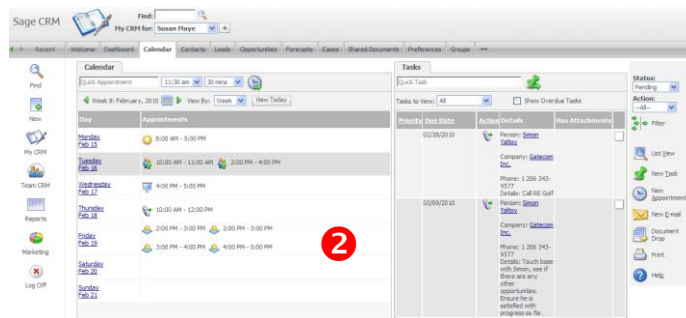 Sage CRM
Find:
My CRM for: Susan Maye
Recent Welcome Dashboard Calendar Contacts Leads Opportunities Forecasts Cases Shared Documents Preferences Groups
Find
New
My CRM
Team CRM
Reports
Marketing
Log Off
Calendar
Quick Appointment 11:30 am 30 mins
Week 8: February, 2010 View By: Week View Today
Day Appointments
Monday
Feb 15
8:00 AM - 5:00 PM
Tuesday
Feb 16
10:00 AM - 11:00 AM 2:00 PM - 4:00 PM
Wednesday
Feb 17
4:00 PM - 5:00 PM
Thursday
Feb 18
10:00 AM - 12:00 PM
Friday
Feb 19
2:00 PM - 3:00 PM 2:00 PM - 3:00 PM
3:00 PM - 4:00 PM 4:00 PM - 5:00 PM
Saturday
Feb 20
Sunday
Feb 21
2
Tasks
Quick Task
Tasks to View: All Show Overdue Tasks
Priority Due Date Action Details Has Attachments
02/28/2010
Person: Simon
Yaltoy
Company: Gatecom
Inc.
Phone: 1 206 343-
9577
Details: Call RE Golf
03/09/2010
Person: Simon
Yaltoy
Company: Gatecom
Inc.
Phone: 1 206 343-
9577
Details: Touch base
with Simon, see if
there are any
other
opportunities.
Ensure he is
satisfied with
progress so far.
Status:
Pending
Action:
--All--
Filter
List View
New Task
New
Appointment
New E-mail
Document
Drop
Print
Help